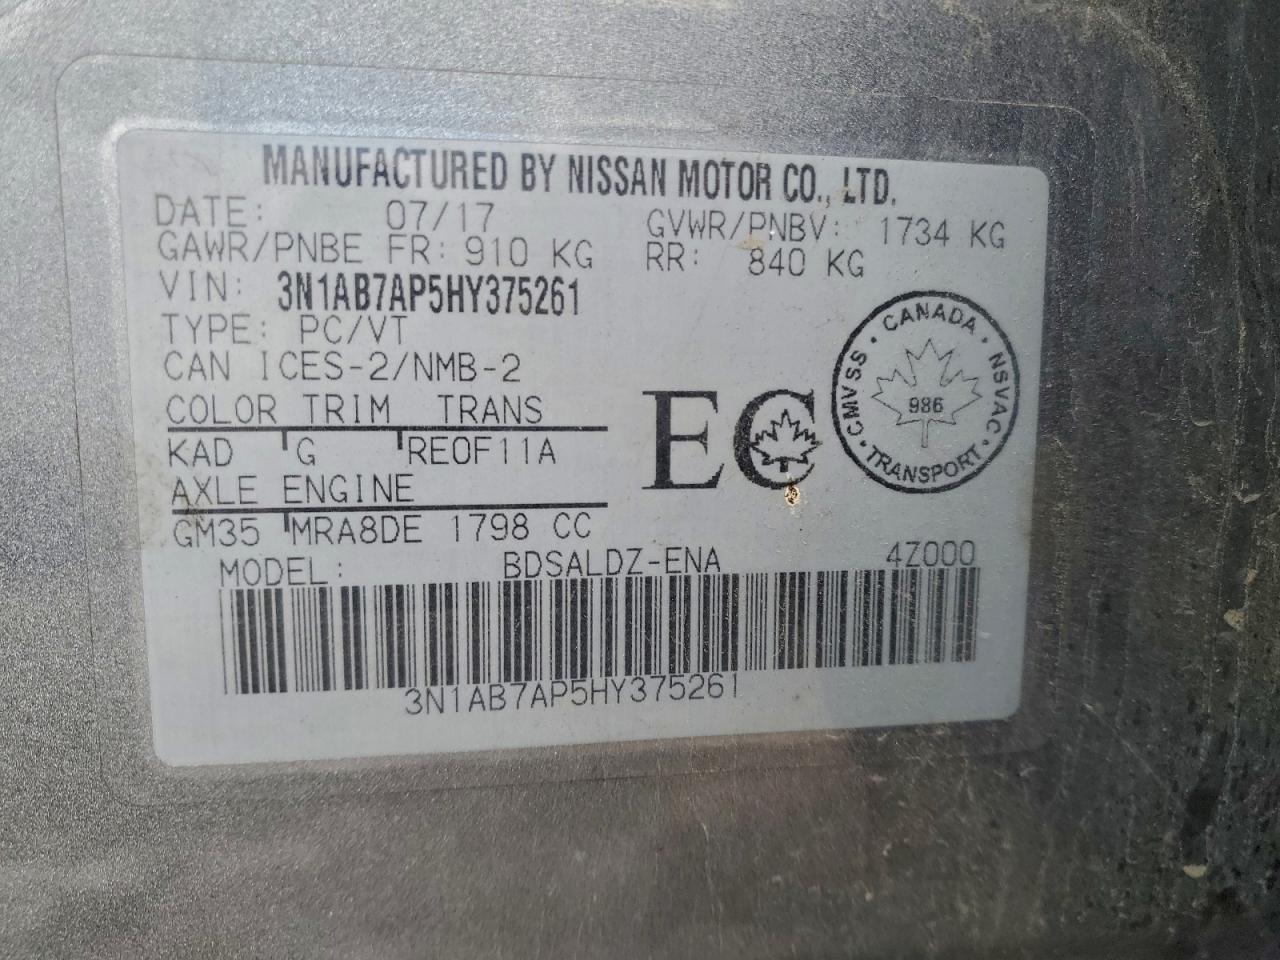 MANUFACTURED BY NISSAN MOTOR CO., LTD.
DATE: 07/17 GVWR/PNBV: 1734 KG
GAWR/PNBE FR: 910 KG RR: 840 KG
VIN: 3N1AB7AP5HY375261
TYPE: PC/VT
CAN ICES-2/NMB-2
COLOR TRIM TRANS
KAD G RE0F11A
AXLE ENGINE
GM35 MRA8DE 1798 CC
EC
CANADA · NSVAC · TRANSPORT · CMVSS ·
986
MODEL: BDSALDZ-ENA 4Z000
3N1AB7AP5HY375261